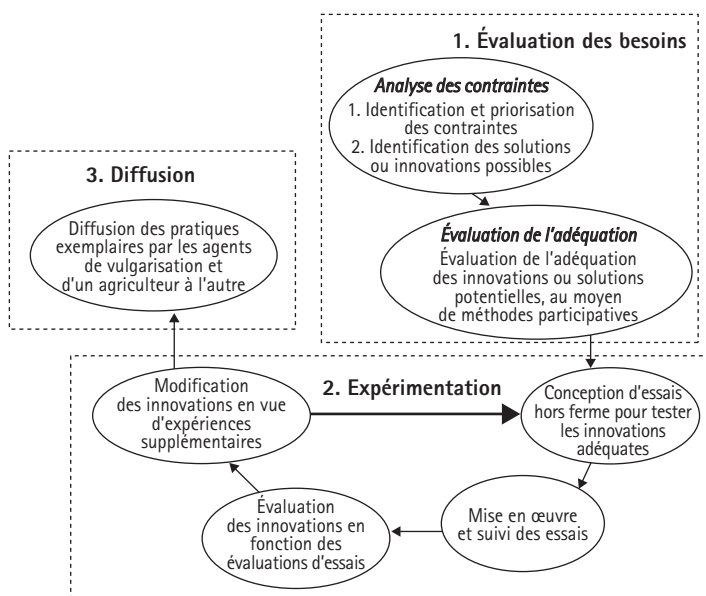 1. Évaluation des besoins
Analyse des contraintes
1. Identification et priorisation
des contraintes
2. Identification des solutions
ou innovations possibles
Évaluation de l'adéquation
Évaluation de l'adéquation
des innovations ou solutions
potentielles, au moyen
de méthodes participatives
3. Diffusion
Diffusion des pratiques
exemplaires par les agents
de vulgarisation et
d'un agriculteur à l'autre
2. Expérimentation
Conception d'essais
hors ferme pour tester
les innovations
adéquates
Mise en œuvre
et suivi des essais
Évaluation
des innovations en
fonction des
évaluations d'essais
Modification
des innovations en vue
d'expériences
supplémentaires